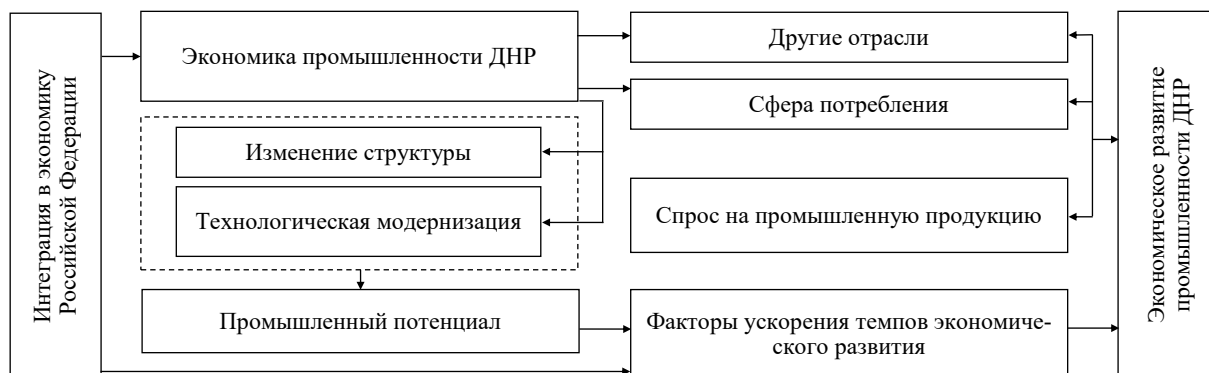 Интеграция в экономику
Российской Федерации
Экономика промышленности ДНР
Изменение структуры
Технологическая модернизация
Промышленный потенциал
Другие отрасли
Сфера потребления
Спрос на промышленную продукцию
Факторы ускорения темпов экономиче-
ского развития
Экономическое развитие
промышленности ДНР